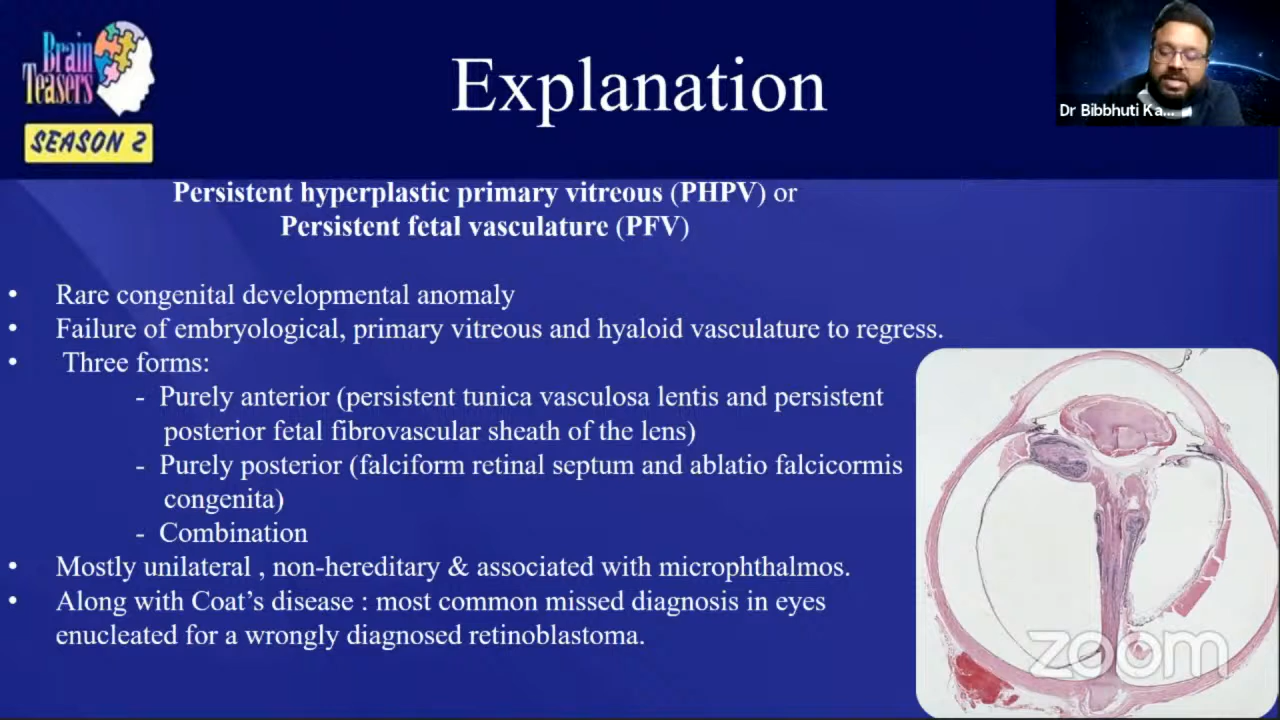 Brain
Teasers
SEASON 2
Explanation
Dr Bibbhuti Ka...
Persistent hyperplastic primary vitreous (PHPV) or
Persistent fetal vasculature (PFV)
• Rare congenital developmental anomaly
• Failure of embryological, primary vitreous and hyaloid vasculature to regress.
• Three forms:
- Purely anterior (persistent tunica vasculosa lentis and persistent
posterior fetal fibrovascular sheath of the lens)
- Purely posterior (falciform retinal septum and ablatio falcicormis
congenita)
- Combination
• Mostly unilateral , non-hereditary & associated with microphthalmos.
• Along with Coat’s disease : most common missed diagnosis in eyes
enucleated for a wrongly diagnosed retinoblastoma.
zoom